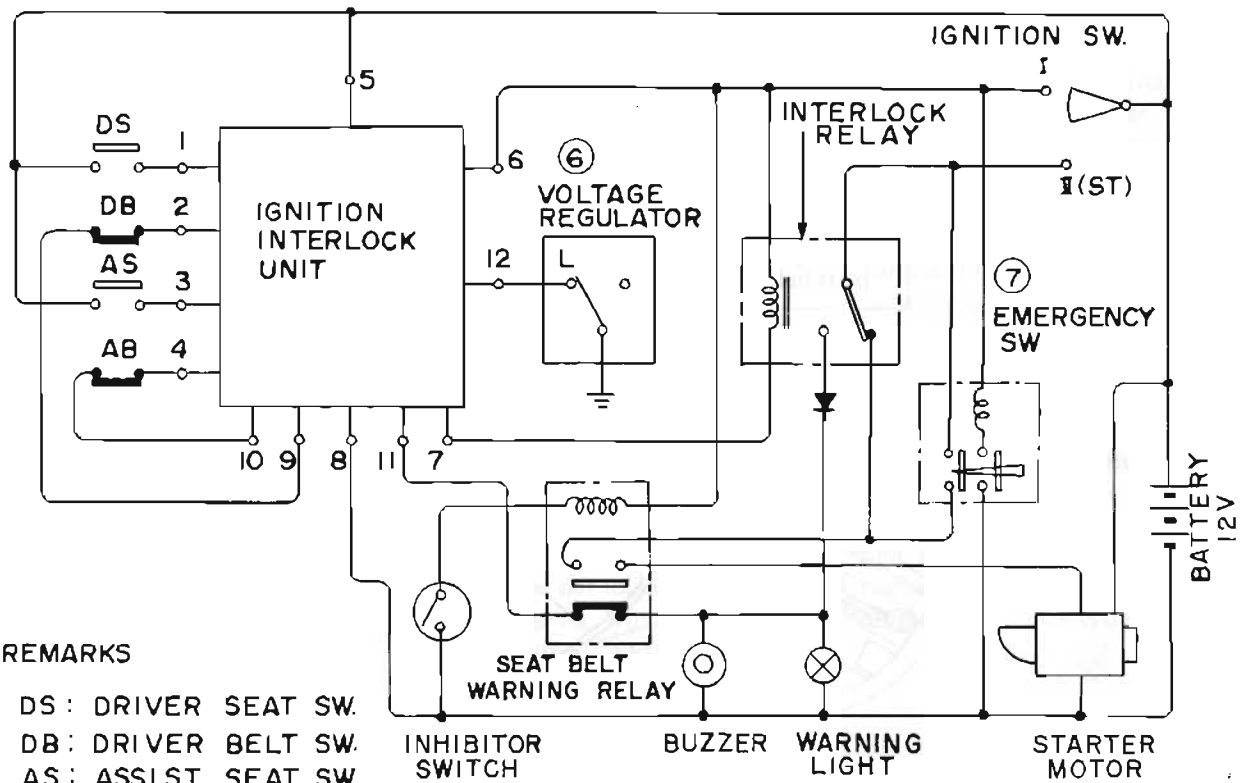 IGNITION SW.
I
5
DS
1
INTERLOCK
RELAY
6
6
VOLTAGE
REGULATOR
II(ST)
DB
2
IGNITION
INTERLOCK
UNIT
12
L
AS
3
7
EMERGENCY
SW
AB
4
10
9
8
11
7
BATTERY
12V
REMARKS
SEAT BELT
WARNING RELAY
DS : DRIVER SEAT SW.
DB : DRIVER BELT SW.
AS : ASSIST SEAT SW
INHIBITOR
SWITCH
BUZZER
WARNING
LIGHT
STARTER
MOTOR